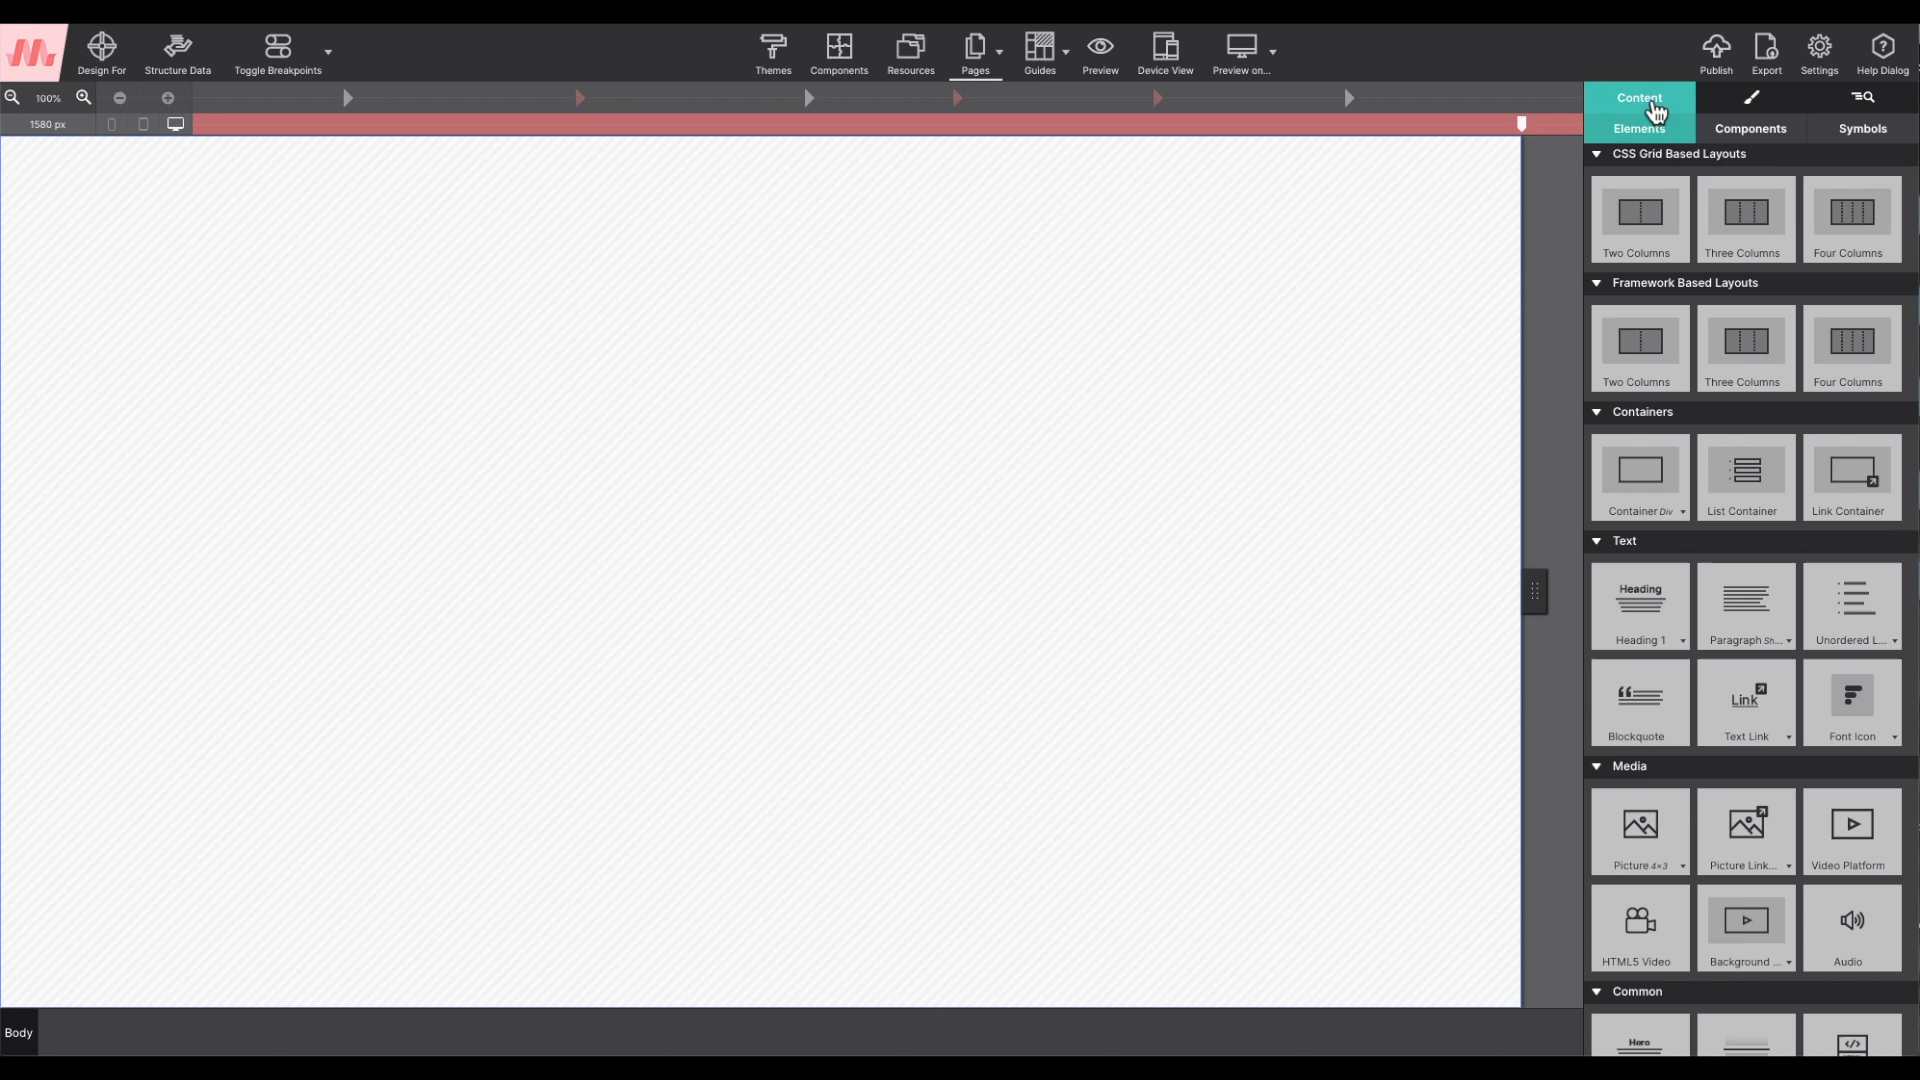 Design For
Structure Data
Toggle Breakpoints
Themes
Components
Resources
Pages
Guides
Preview
Device View
Preview on...
Publish
Export
Settings
Help Dialog
100%
1580 px
Content
Elements
Components
Symbols
CSS Grid Based Layouts
Two Columns
Three Columns
Four Columns
Framework Based Layouts
Two Columns
Three Columns
Four Columns
Containers
Container Div
List Container
Link Container
Text
Heading
Heading 1
Paragraph Sh...
Unordered L...
Link
Blockquote
Text Link
Font Icon
Media
Picture 4x3
Picture Link...
Video Platform
HTML5 Video
Background ...
Audio
Common
Hero
Body